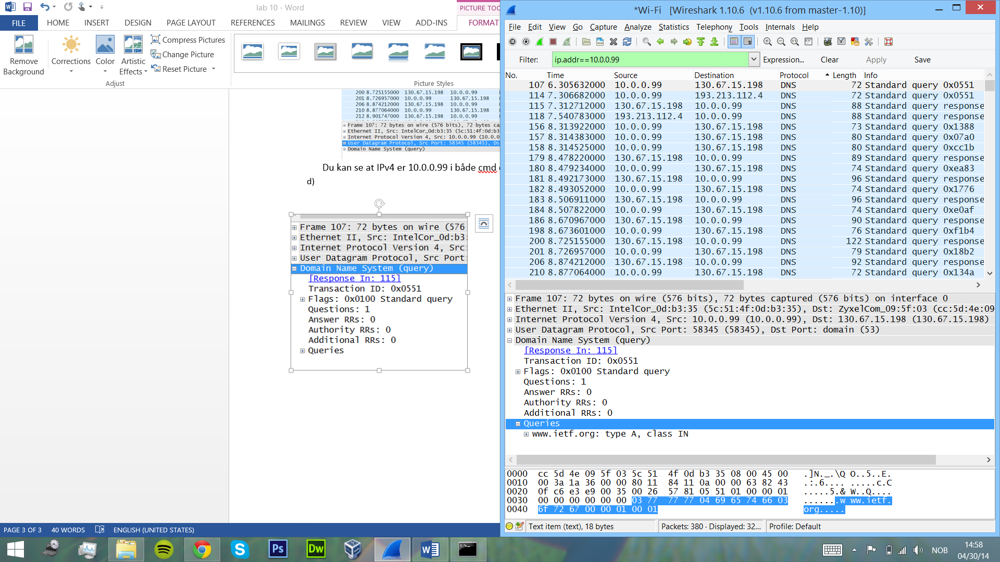 lab 10 - Word
PICTURE TOO
FILE
HOME
INSERT
DESIGN
PAGE LAYOUT
REFERENCES
MAILINGS
REVIEW
VIEW
ADD-INS
FORMAT
Remove Background
Corrections
Color
Artistic Effects
Compress Pictures
Change Picture
Reset Picture
Adjust
Picture Styles
200 8.725155000 130.67.15.198 10.0.0.99
201 8.726957000 10.0.0.99 130.67.15.198
206 8.874212000 130.67.15.198 10.0.0.99
210 8.877064000 10.0.0.99 130.67.15.198
212 8.901747000 130.67.15.198 10.0.0.99
Frame 107: 72 bytes on wire (576 bits), 72 bytes cap
Ethernet II, Src: IntelCor_0d:b3:35 (5c:51:4f:0d:b3
Internet Protocol Version 4, Src: 10.0.0.99 (10.0.0
User Datagram Protocol, Src Port: 58345 (58345), Ds
Domain Name System (query)
Du kan se at IPv4 er 10.0.0.99 i både cmd
d)
Frame 107: 72 bytes on wire (576
Ethernet II, Src: IntelCor_0d:b3:
Internet Protocol Version 4, Src:
User Datagram Protocol, Src Port:
Domain Name System (query)
[Response In: 115]
Transaction ID: 0x0551
Flags: 0x0100 Standard query
Questions: 1
Answer RRs: 0
Authority RRs: 0
Additional RRs: 0
Queries
PAGE 3 OF 3
40 WORDS
ENGLISH (UNITED STATES)
*Wi-Fi [Wireshark 1.10.6 (v1.10.6 from master-1.10)]
File Edit View Go Capture Analyze Statistics Telephony Tools Internals Help
Filter: ip.addr==10.0.0.99 Expression... Clear Apply Save
No. Time Source Destination Protocol Length Info
107 6.305632000 10.0.0.99 130.67.15.198 DNS 72 Standard query 0x0551
114 7.306682000 10.0.0.99 193.213.112.4 DNS 72 Standard query 0x0551
115 7.312712000 130.67.15.198 10.0.0.99 DNS 88 Standard query response
118 7.540783000 193.213.112.4 10.0.0.99 DNS 88 Standard query response
156 8.313922000 10.0.0.99 130.67.15.198 DNS 73 Standard query 0x1388
157 8.314383000 10.0.0.99 130.67.15.198 DNS 80 Standard query 0x07a0
158 8.314525000 10.0.0.99 130.67.15.198 DNS 80 Standard query 0xcc1b
179 8.478220000 130.67.15.198 10.0.0.99 DNS 89 Standard query response
180 8.479234000 10.0.0.99 130.67.15.198 DNS 74 Standard query 0xea83
181 8.492173000 130.67.15.198 10.0.0.99 DNS 96 Standard query response
182 8.493052000 10.0.0.99 130.67.15.198 DNS 74 Standard query 0x1776
183 8.506911000 130.67.15.198 10.0.0.99 DNS 96 Standard query response
184 8.507822000 10.0.0.99 130.67.15.198 DNS 74 Standard query 0xe0af
186 8.670967000 130.67.15.198 10.0.0.99 DNS 90 Standard query response
198 8.673601000 10.0.0.99 130.67.15.198 DNS 76 Standard query 0xf1b4
200 8.725155000 130.67.15.198 10.0.0.99 DNS 122 Standard query response
201 8.726957000 10.0.0.99 130.67.15.198 DNS 79 Standard query 0x18b2
206 8.874212000 130.67.15.198 10.0.0.99 DNS 92 Standard query response
210 8.877064000 10.0.0.99 130.67.15.198 DNS 72 Standard query 0x134a
Frame 107: 72 bytes on wire (576 bits), 72 bytes captured (576 bits) on interface 0
Ethernet II, Src: IntelCor_0d:b3:35 (5c:51:4f:0d:b3:35), Dst: ZyxelCom_09:5f:03 (cc:5d:4e:09
Internet Protocol Version 4, Src: 10.0.0.99 (10.0.0.99), Dst: 130.67.15.198 (130.67.15.198)
User Datagram Protocol, Src Port: 58345 (58345), Dst Port: domain (53)
Domain Name System (query)
[Response In: 115]
Transaction ID: 0x0551
Flags: 0x0100 Standard query
Questions: 1
Answer RRs: 0
Authority RRs: 0
Additional RRs: 0
Queries
www.ietf.org: type A, class IN
0000 cc 5d 4e 09 5f 03 5c 51 4f 0d b3 35 08 00 45 00 .]N._.\Q O..5..E.
0010 00 3a 1a 36 00 00 80 11 84 11 0a 00 00 63 82 43 .:.6.... .....c.C
0020 0f c6 e3 e9 00 35 00 26 57 81 05 51 01 00 00 01 .....5.& W..Q....
0030 00 00 00 00 00 00 03 77 77 77 04 69 65 74 66 03 .......w ww.ietf.
0040 6f 72 67 00 00 01 00 01 org.....
Text item (text), 18 bytes
Packets: 380 · Displayed: 32...
Profile: Default
Ps
Dw
NOB
14:58
04/30/14